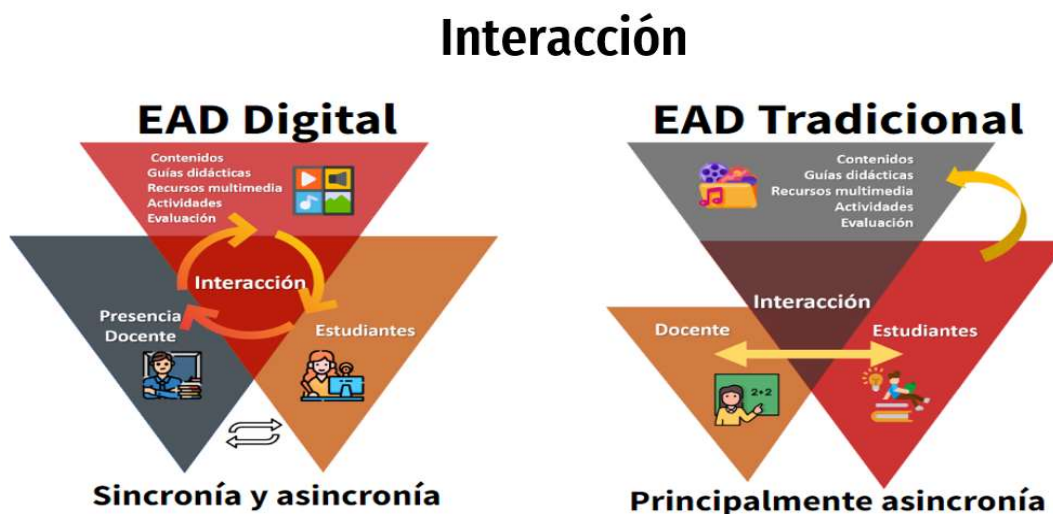 Interacción
EAD Digital
Contenidos
Guías didácticas
Recursos multimedia
Actividades
Evaluación
Interacción
Presencia
Docente
Estudiantes
Sincronía y asincronía
EAD Tradicional
Contenidos
Guías didácticas
Recursos multimedia
Actividades
Evaluación
Interacción
Docente
Estudiantes
2+2
Principalmente asincronía